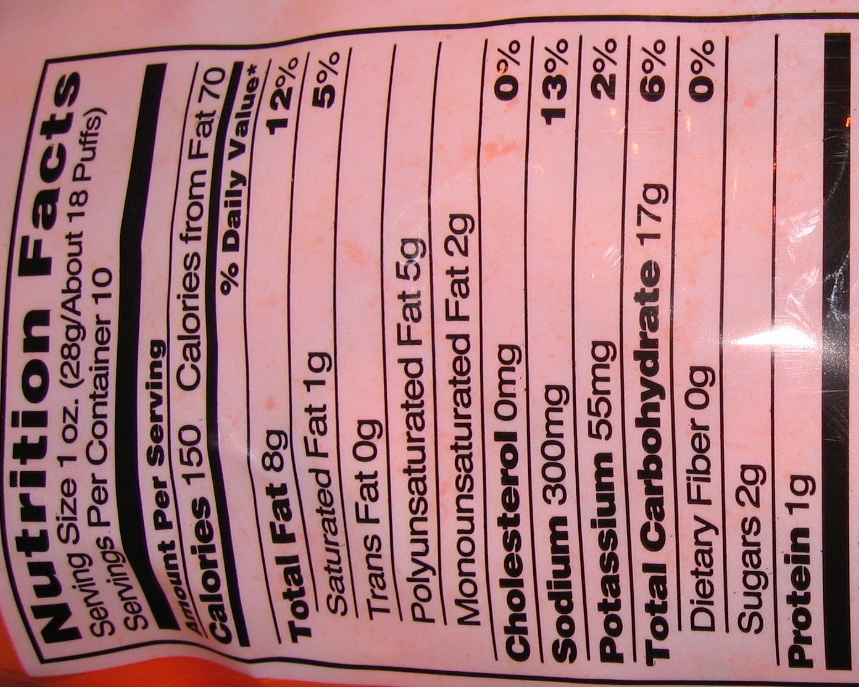 Nutrition Facts
Serving Size 1 oz. (28g/About 18 Puffs)
Servings Per Container 10
Amount Per Serving
Calories 150 Calories from Fat 70
% Daily Value*
Total Fat 8g 12%
Saturated Fat 1g 5%
Trans Fat 0g
Polyunsaturated Fat 5g
Monounsaturated Fat 2g
Cholesterol 0mg 0%
Sodium 300mg 13%
Potassium 55mg 2%
Total Carbohydrate 17g 6%
Dietary Fiber 0g 0%
Sugars 2g
Protein 1g